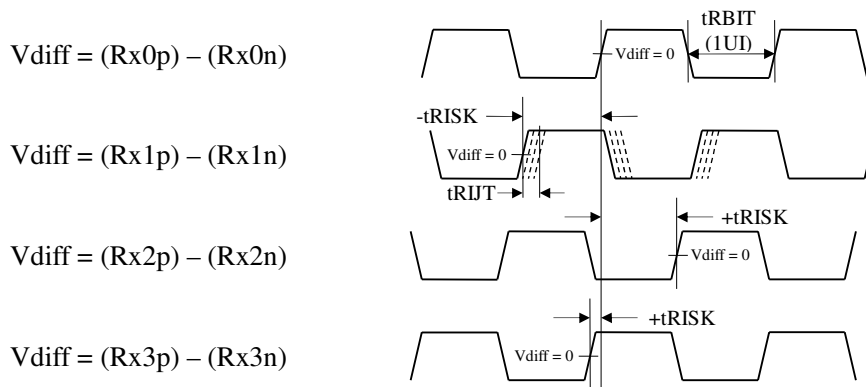 tRBIT
(1UI)
Vdiff = (Rx0p) – (Rx0n)
Vdiff = 0
-tRISK
Vdiff = (Rx1p) – (Rx1n)
Vdiff = 0
tRIJT
+tRISK
Vdiff = (Rx2p) – (Rx2n)
Vdiff = 0
+tRISK
Vdiff = (Rx3p) – (Rx3n)
Vdiff = 0